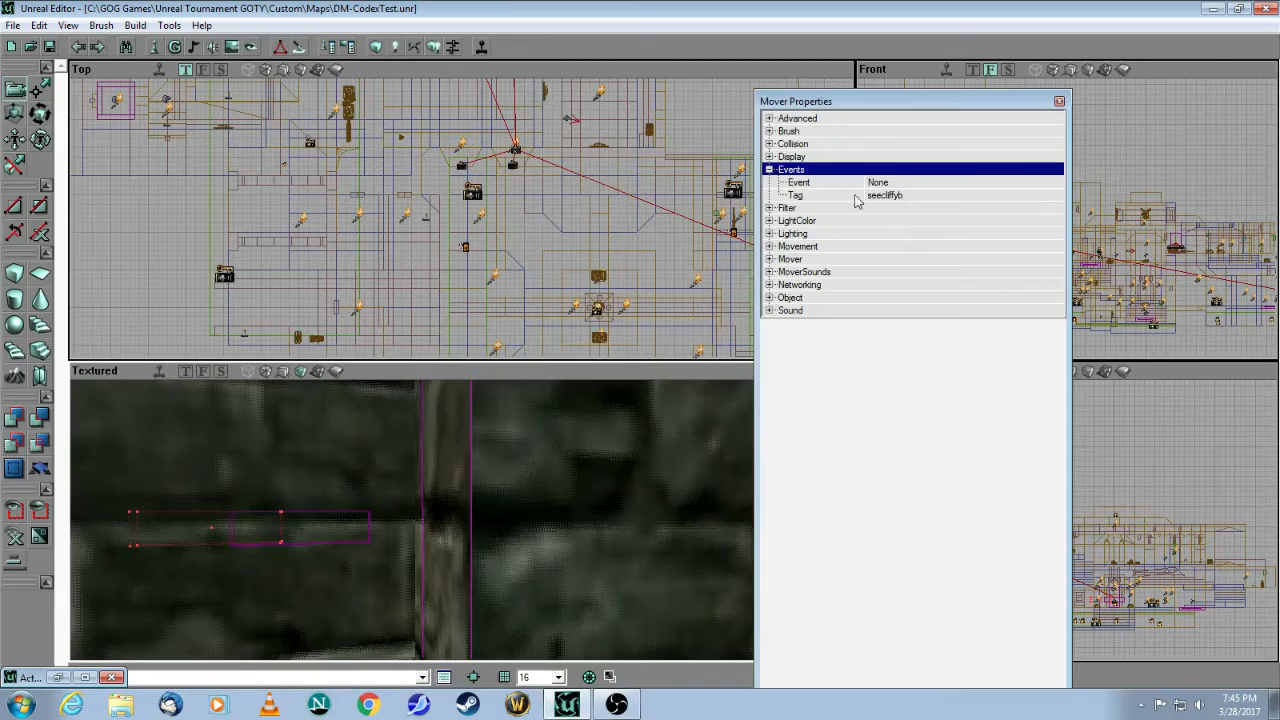 Unreal Editor - [C:\GOG Games\Unreal Tournament GOTY\Custom\Maps\DM-CodexTest.unr]
File Edit View Brush Build Tools Help
Top T F S
Front T F S
Mover Properties
Advanced
Brush
Collision
Display
Events
Event None
Tag seecliffyb
Filter
LightColor
Lighting
Movement
Mover
MoverSounds
Networking
Object
Sound
Textured T F S
Act...
16
7:45 PM
3/28/2017